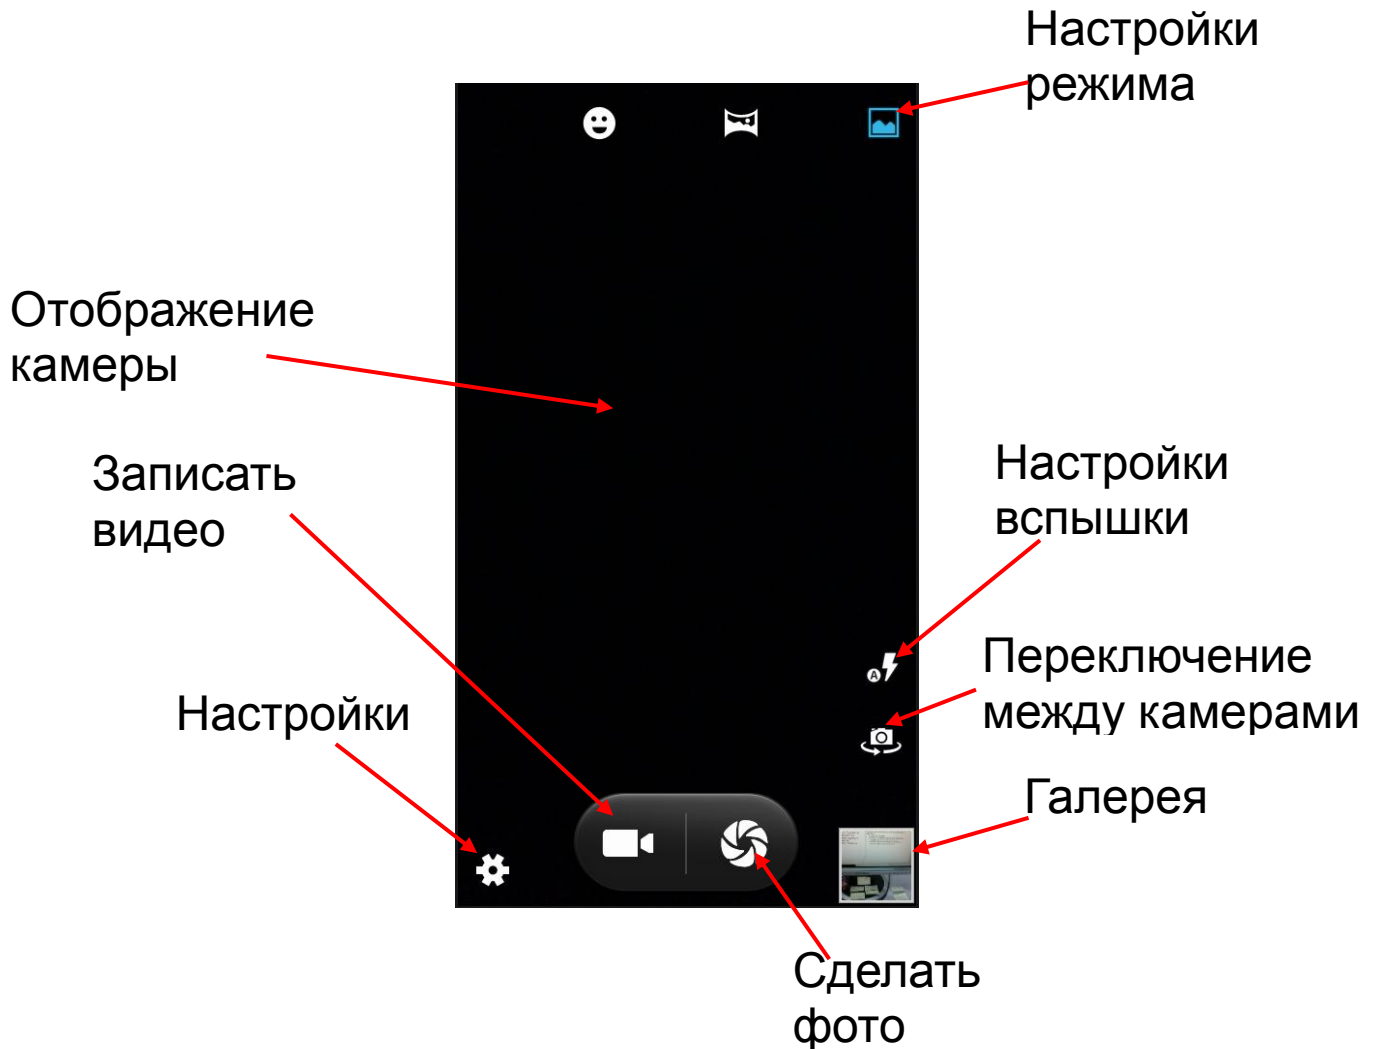 Настройки
режима
Отображение
камеры
Записать
видео
Настройки
вспышки
Переключение
между камерами
Настройки
Галерея
Сделать
фото